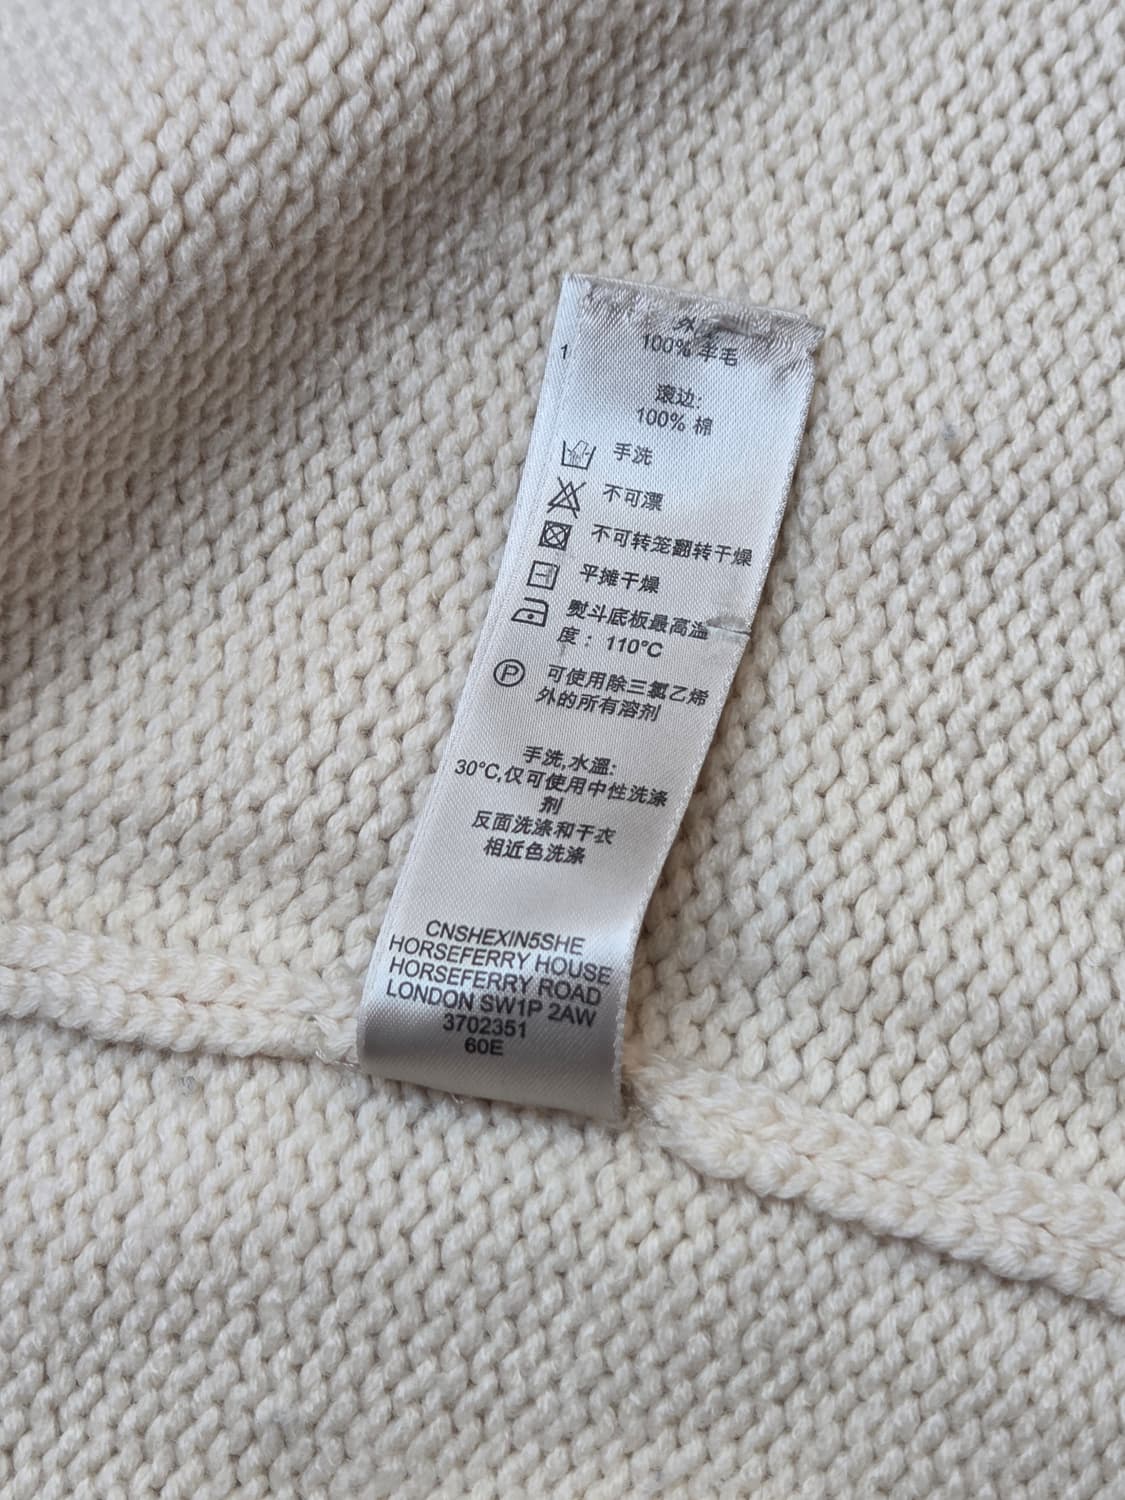 外
1
100% 羊毛
滚边:
100% 棉
手洗
不可漂
不可转笼翻转干燥
平摊干燥
熨斗底板最高温
度： 110°C
P
可使用除三氯乙烯
外的所有溶剂
手洗,水温:
30°C,仅可使用中性洗涤
剂
反面洗涤和干衣
相近色洗涤
CNSHEXIN5SHE
HORSEFERRY HOUSE
HORSEFERRY ROAD
LONDON SW1P 2AW
3702351
60E